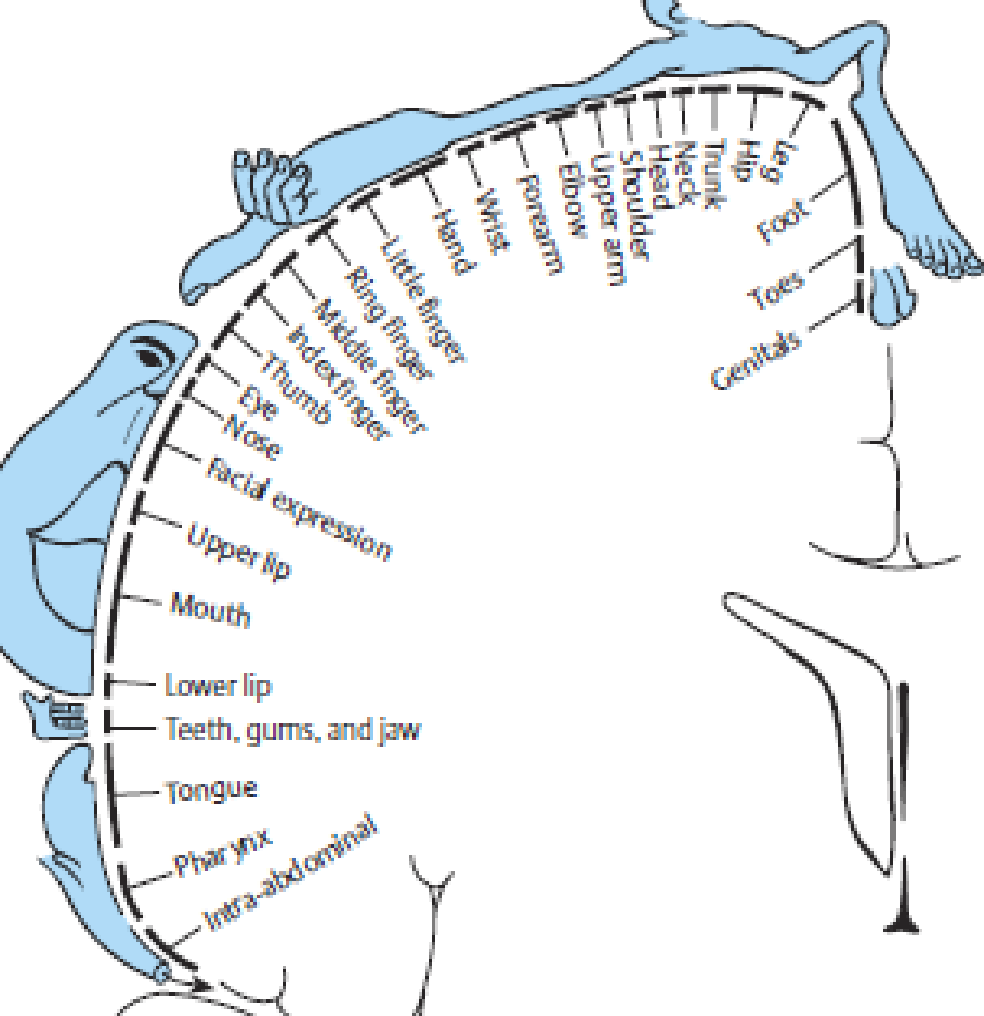 Leg
Hip
Trunk
Neck
Head
Shoulder
Upper arm
Elbow
Forearm
Wrist
Hand
Little finger
Ring finger
Middle finger
Index finger
Thumb
Eye
Nose
Facial expression
Upper lip
Mouth
Lower lip
Teeth, gums, and jaw
Tongue
Pharynx
Intra-abdominal
Foot
Toes
Genitals